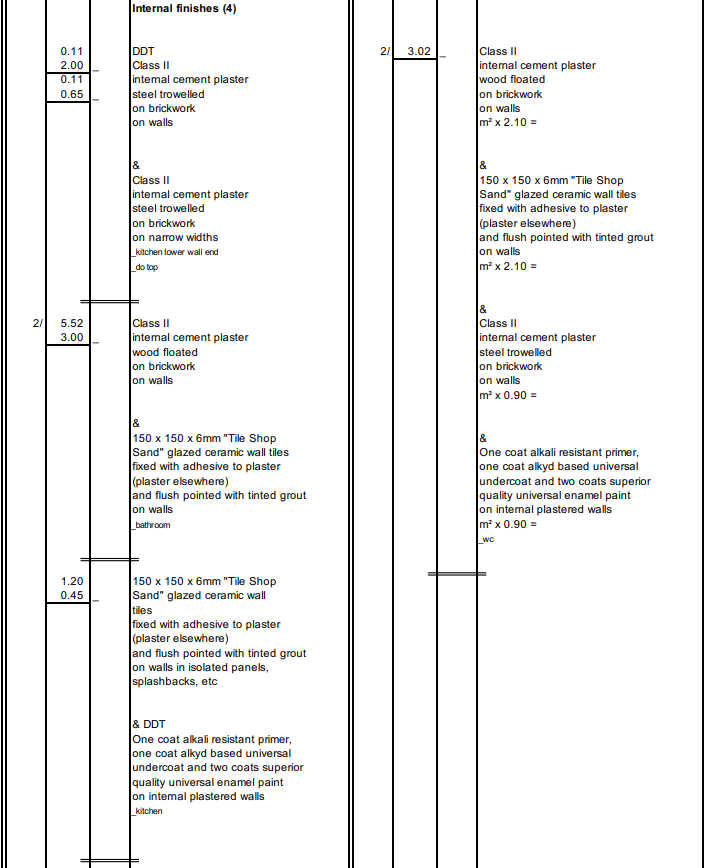 Internal finishes (4)
0.11 DDT
2.00 _ Class II
0.11 internal cement plaster
0.65 _ steel trowelled
on brickwork
on walls
&
Class II
internal cement plaster
steel trowelled
on brickwork
on narrow widths
_kitchen lower wall end
_do top
2/ 5.52 Class II
3.00 _ internal cement plaster
wood floated
on brickwork
on walls
&
150 x 150 x 6mm "Tile Shop
Sand" glazed ceramic wall tiles
fixed with adhesive to plaster
(plaster elsewhere)
and flush pointed with tinted grout
on walls
_bathroom
1.20 150 x 150 x 6mm "Tile Shop
0.45 _ Sand" glazed ceramic wall
tiles
fixed with adhesive to plaster
(plaster elsewhere)
and flush pointed with tinted grout
on walls in isolated panels,
splashbacks, etc
& DDT
One coat alkali resistant primer,
one coat alkyd based universal
undercoat and two coats superior
quality universal enamel paint
on internal plastered walls
_kitchen
2/ 3.02 _ Class II
internal cement plaster
wood floated
on brickwork
on walls
m² x 2.10 =
&
150 x 150 x 6mm "Tile Shop
Sand" glazed ceramic wall tiles
fixed with adhesive to plaster
(plaster elsewhere)
and flush pointed with tinted grout
on walls
m² x 2.10 =
&
Class II
internal cement plaster
steel trowelled
on brickwork
on walls
m² x 0.90 =
&
One coat alkali resistant primer,
one coat alkyd based universal
undercoat and two coats superior
quality universal enamel paint
on internal plastered walls
m² x 0.90 =
_wc